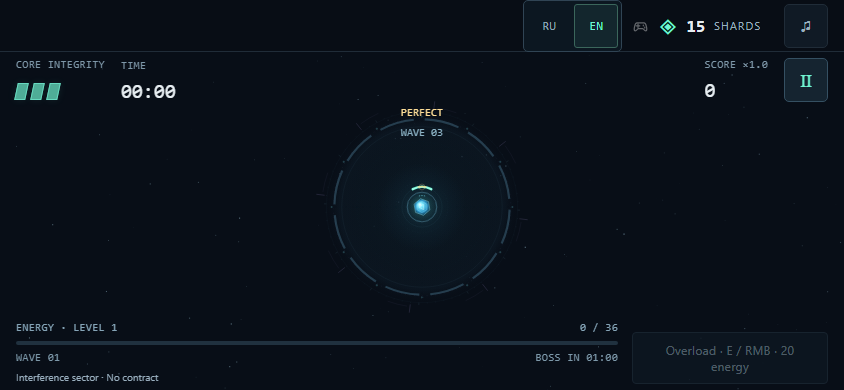 RU EN 15 SHARDS ♫
CORE INTEGRITY TIME SCORE ×1.0
00:00 0 II
PERFECT
WAVE 03
ENERGY · LEVEL 1 0 / 36
WAVE 01 BOSS IN 01:00
Overload · E / RMB · 20
energy
Interference sector · No contract